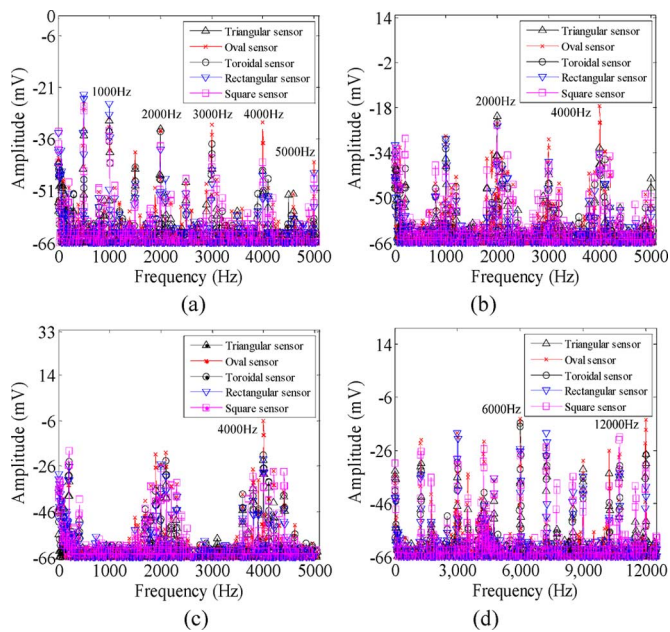 0
-6
-21
-36
-51
-66
Amplitude (mV)
Triangular sensor
Oval sensor
Toroidal sensor
Rectangular sensor
Square sensor
1000Hz
2000Hz
3000Hz
4000Hz
5000Hz
0 1000 2000 3000 4000 5000
Frequency (Hz)
(a)
14
-2
-18
-34
-50
-66
Amplitude (mV)
Triangular sensor
Oval sensor
Toroidal sensor
Rectangular sensor
Square sensor
2000Hz
4000Hz
0 1000 2000 3000 4000 5000
Frequency (Hz)
(b)
33
14
-6
-26
-46
-66
Amplitude (mV)
Triangular sensor
Oval sensor
Toroidal sensor
Rectangular sensor
Square sensor
4000Hz
0 1000 2000 3000 4000 5000
Frequency (Hz)
(c)
14
-6
-26
-46
-66
Amplitude (mV)
Triangular sensor
Oval sensor
Toroidal sensor
Rectangular sensor
Square sensor
6000Hz
12000Hz
0 3,000 6,000 9,000 12000
Frequency (Hz)
(d)